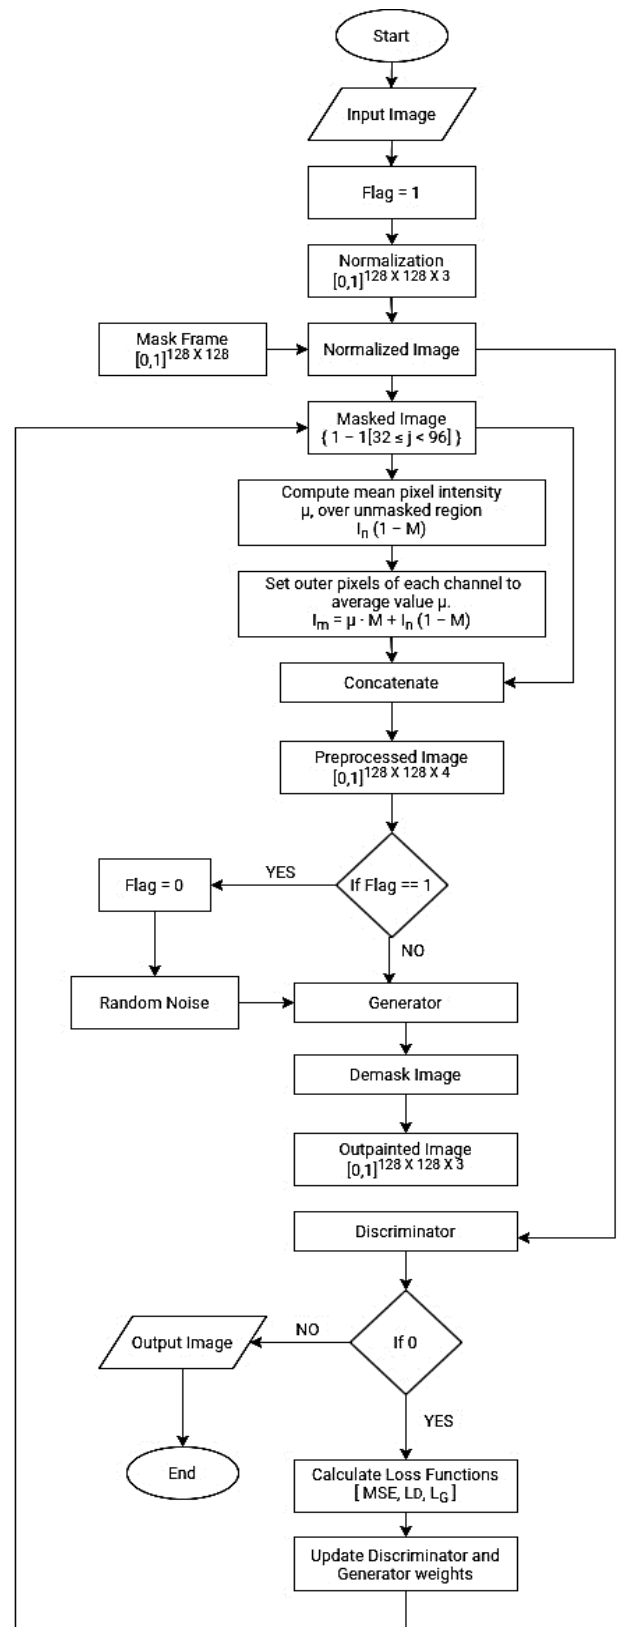 Start
Input Image
Flag = 1
Normalization
[0,1]^128 X 128 X 3
Mask Frame
[0,1]^128 X 128
Normalized Image
Masked Image
{ 1 − 1[32 ≤ j < 96] }
Compute mean pixel intensity
μ, over unmasked region
I_n (1 − M)
Set outer pixels of each channel to
average value μ.
I_m = μ · M + I_n (1 − M)
Concatenate
Preprocessed Image
[0,1]^128 X 128 X 4
If Flag == 1
YES
Flag = 0
NO
Random Noise
Generator
Demask Image
Outpainted Image
[0,1]^128 X 128 X 3
Discriminator
If 0
NO
Output Image
End
YES
Calculate Loss Functions
[ MSE, LD, L_G ]
Update Discriminator and
Generator weights